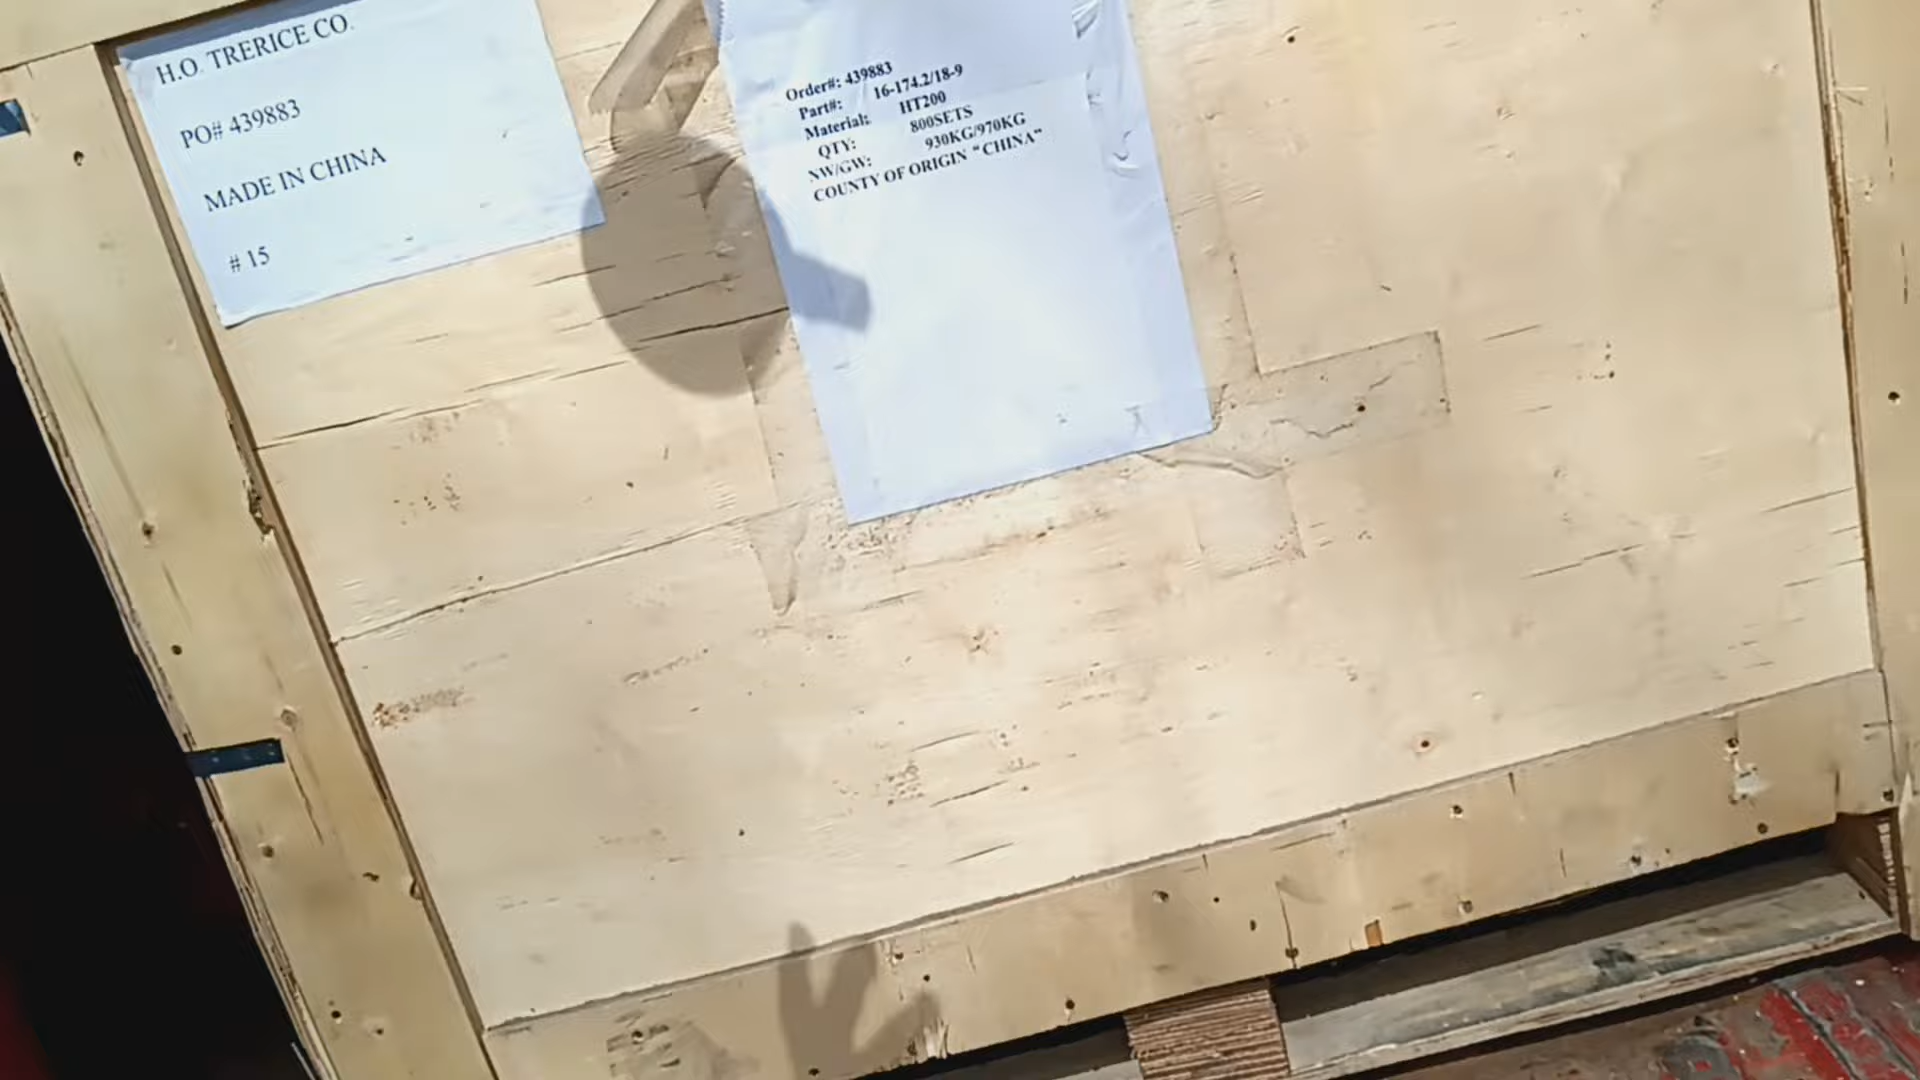 H.O. TRERICE CO.
PO# 439883
MADE IN CHINA
# 15
Order#: 439883
Part#: 16-174.2/18-9
Material: HT200
QTY: 800SETS
NW/GW: 930KG/970KG
COUNTY OF ORIGIN "CHINA"